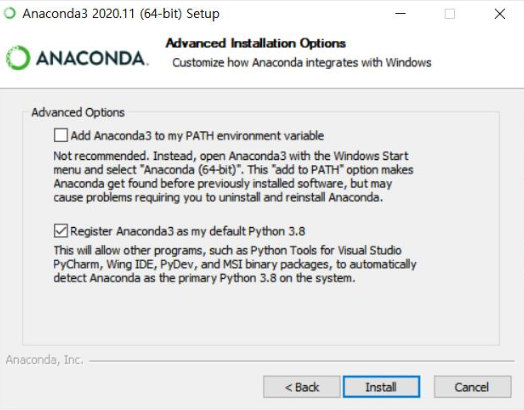 Anaconda3 2020.11 (64-bit) Setup
ANACONDA.
Advanced Installation Options
Customize how Anaconda integrates with Windows
Advanced Options
Add Anaconda3 to my PATH environment variable
Not recommended. Instead, open Anaconda3 with the Windows Start
menu and select "Anaconda (64-bit)". This "add to PATH" option makes
Anaconda get found before previously installed software, but may
cause problems requiring you to uninstall and reinstall Anaconda.
Register Anaconda3 as my default Python 3.8
This will allow other programs, such as Python Tools for Visual Studio
PyCharm, Wing IDE, PyDev, and MSI binary packages, to automatically
detect Anaconda as the primary Python 3.8 on the system.
Anaconda, Inc.
< Back
Install
Cancel